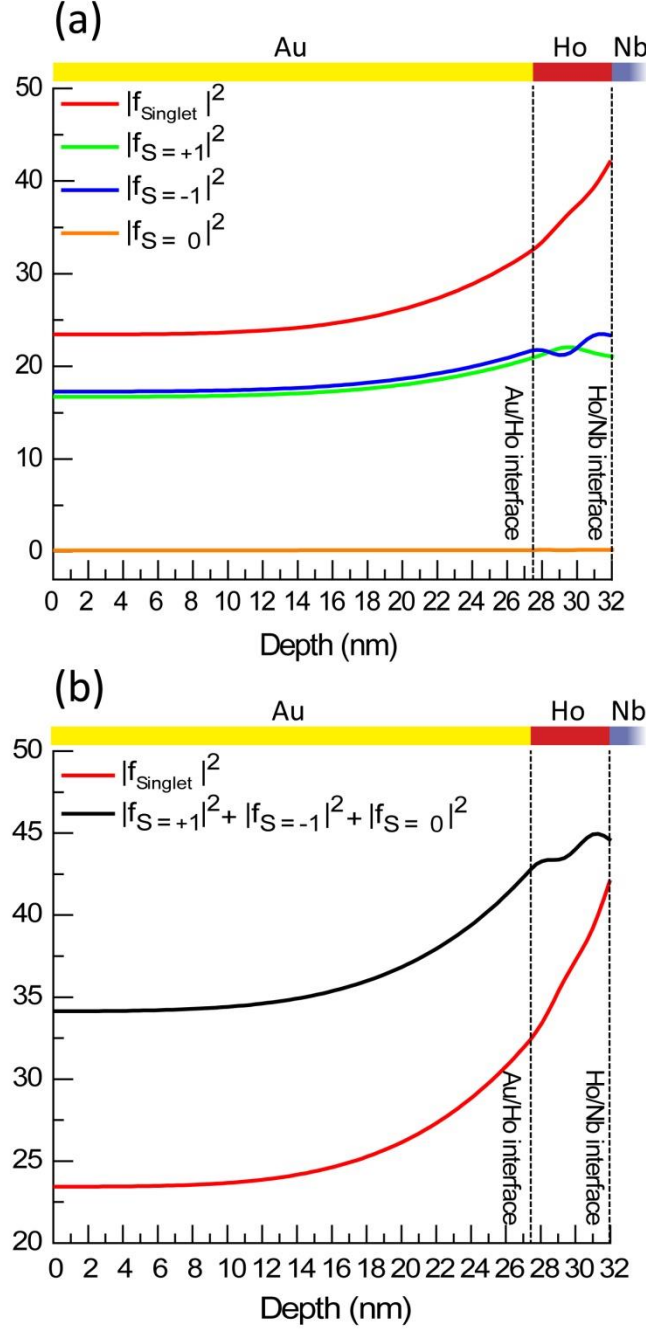 (a)
Au Ho Nb
50
40
30
20
10
0
|f_Singlet|^2
|f_S = +1|^2
|f_S = -1|^2
|f_S = 0|^2
Au/Ho interface
Ho/Nb interface
0 2 4 6 8 10 12 14 16 18 20 22 24 26 28 30 32
Depth (nm)
(b)
Au Ho Nb
50
45
40
35
30
25
20
|f_Singlet|^2
|f_S = +1|^2 + |f_S = -1|^2 + |f_S = 0|^2
Au/Ho interface
Ho/Nb interface
0 2 4 6 8 10 12 14 16 18 20 22 24 26 28 30 32
Depth (nm)